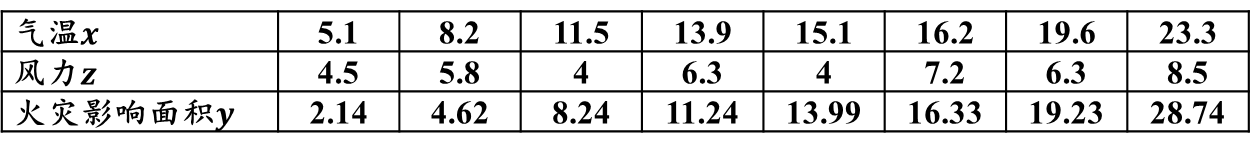 气温x 5.1 8.2 11.5 13.9 15.1 16.2 19.6 23.3
风力z 4.5 5.8 4 6.3 4 7.2 6.3 8.5
火灾影响面积y 2.14 4.62 8.24 11.24 13.99 16.33 19.23 28.74